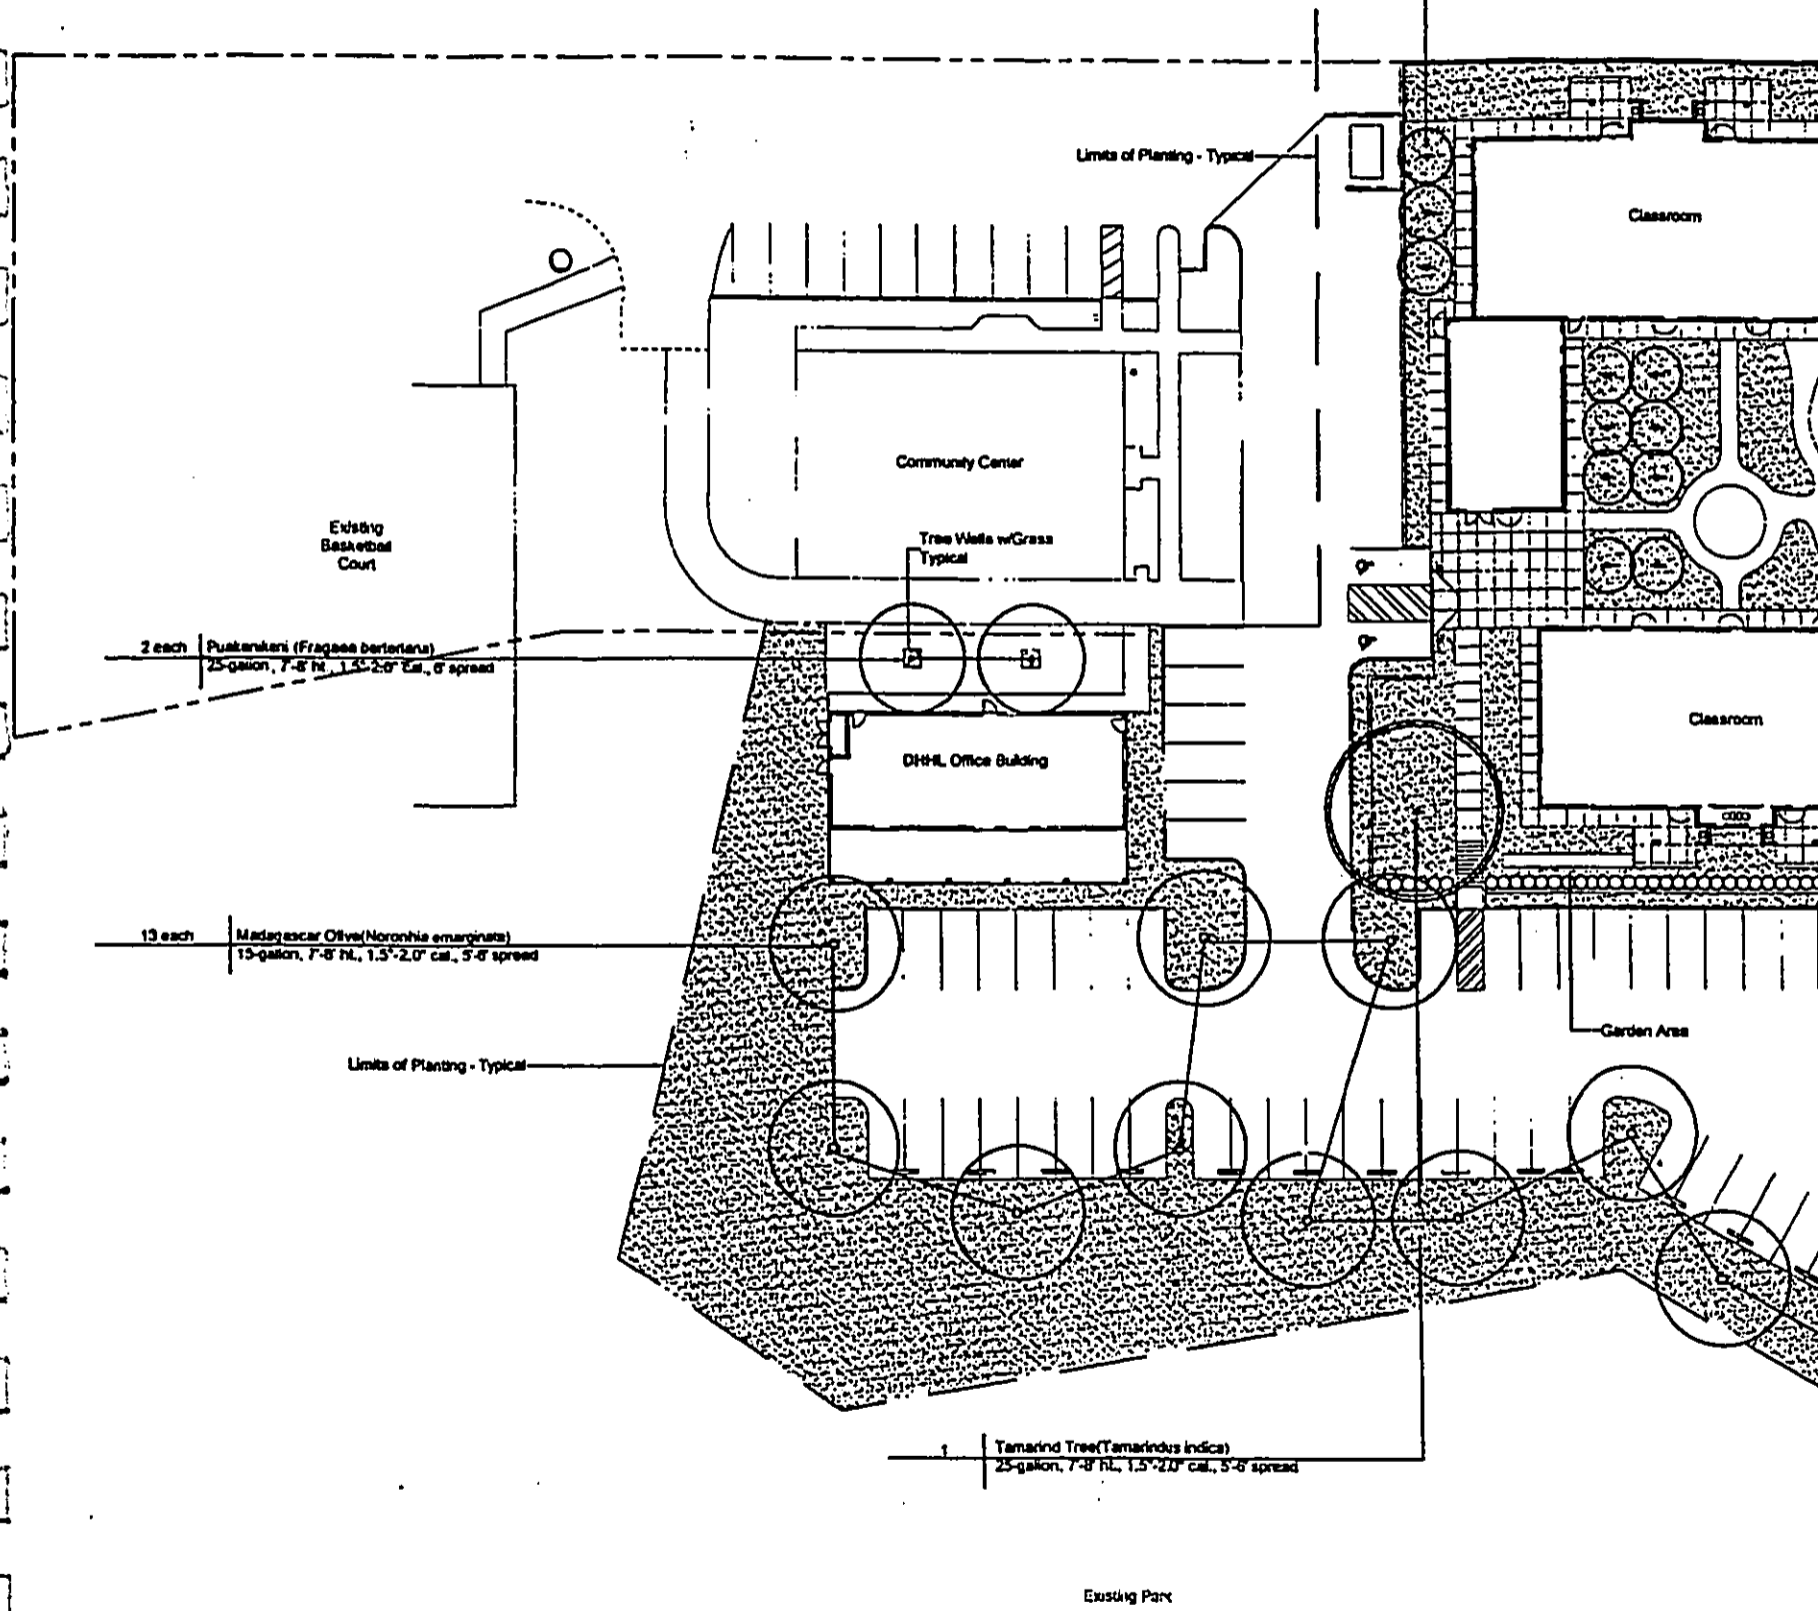 Limits of Planting - Typical
Classroom
Community Center
Existing
Basketball
Court
Tree Wells w/Grass
Typical
2 each
Puakenikeni (Fragaea berteriana)
25-gallon, 7'-8' ht., 1.5"-2.0" Cal., 6' spread
Classroom
DHHL Office Building
13 each
Madagascar Olive(Noronhia emarginata)
15-gallon, 7'-8' ht., 1.5"-2.0" cal., 5'-6' spread
Garden Area
Limits of Planting - Typical
1
Tamarind Tree(Tamarindus indica)
25-gallon, 7'-8' ht., 1.5"-2.0" cal., 5'-6' spread
Existing Park